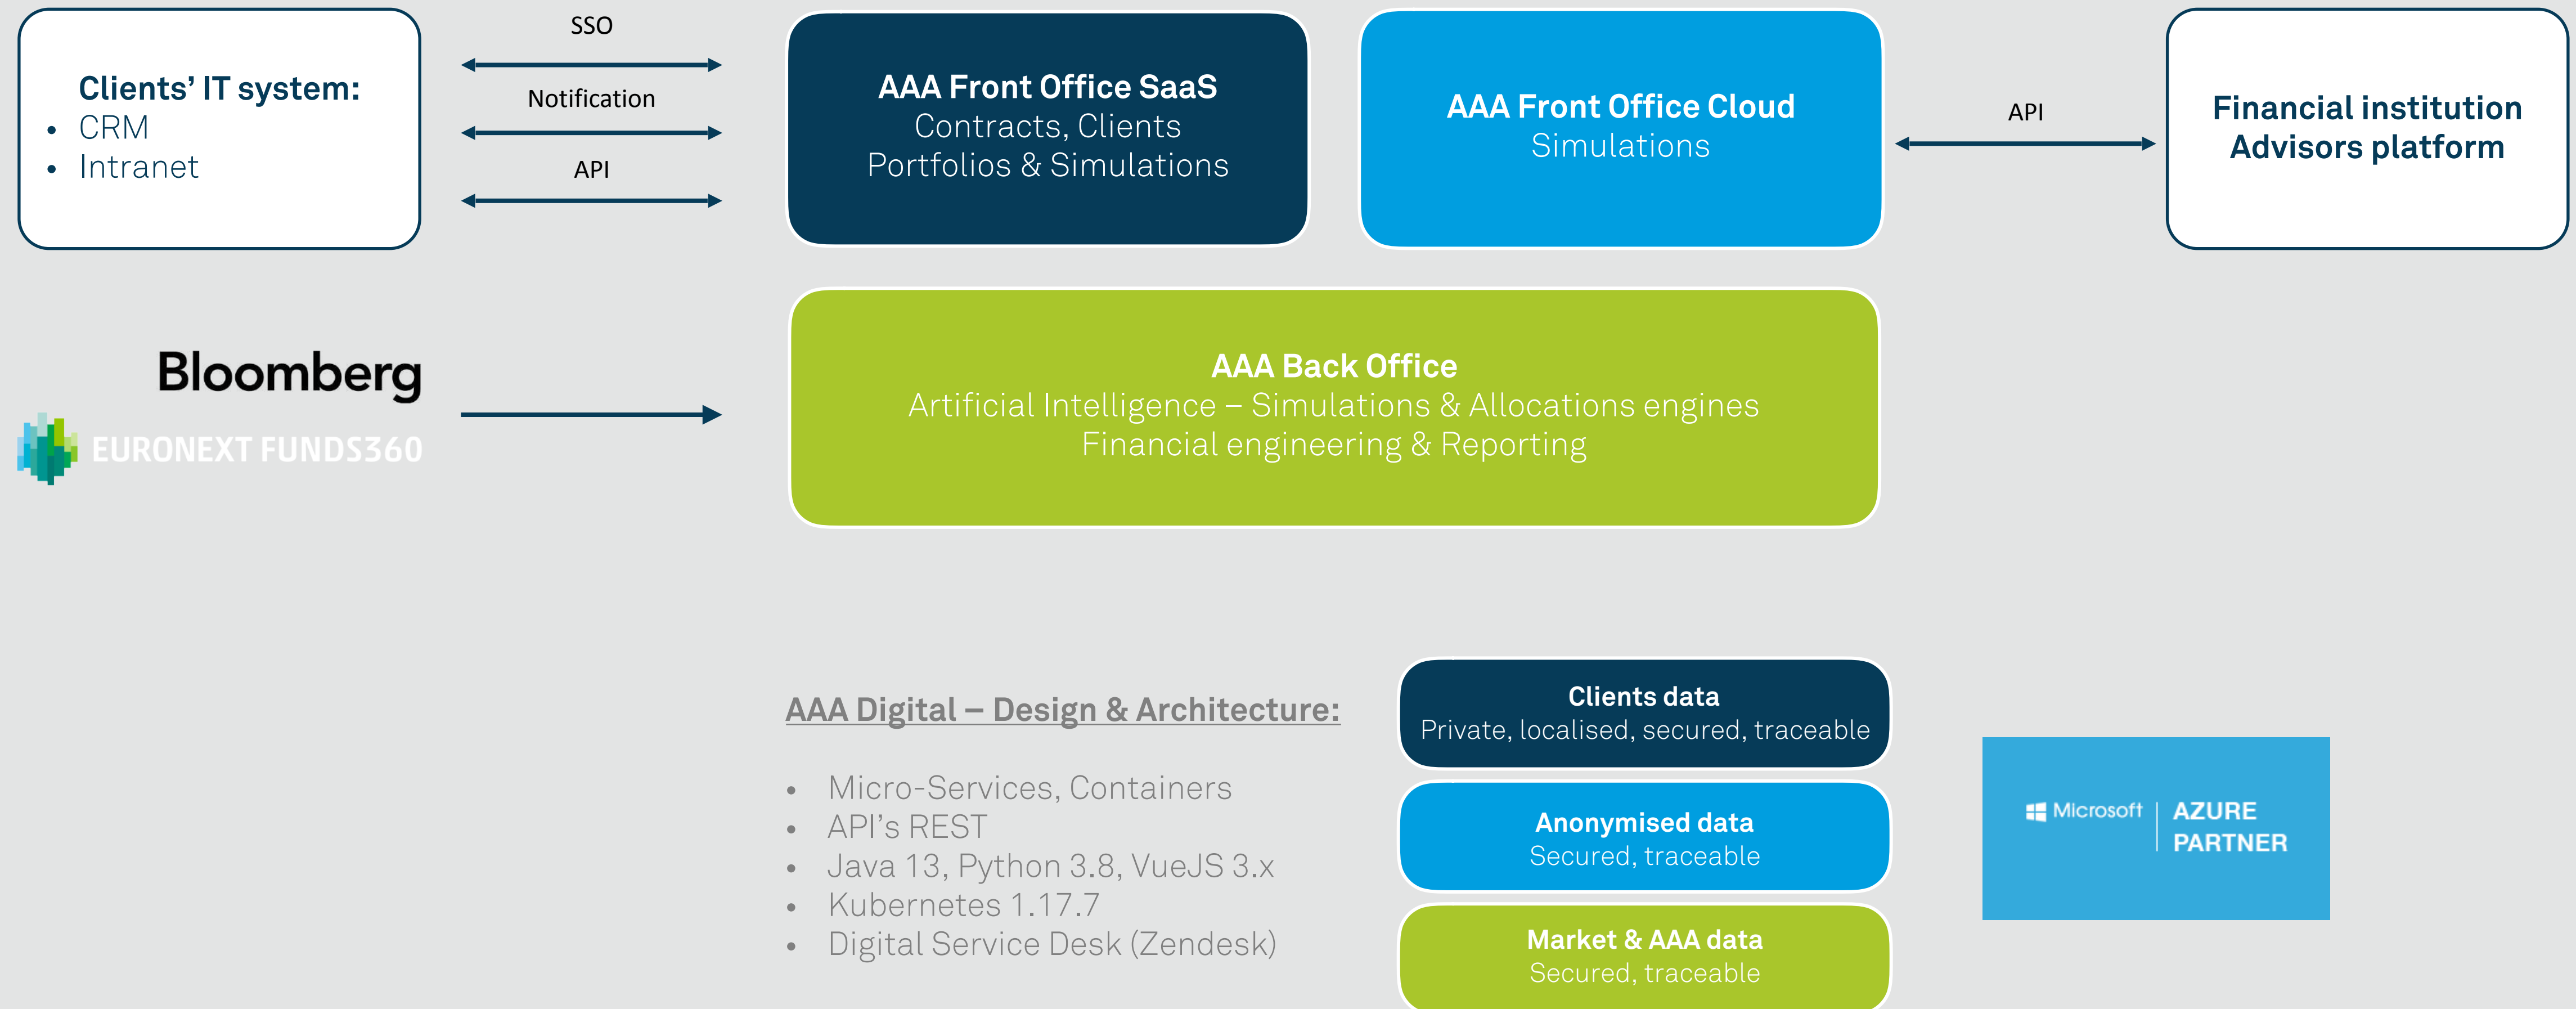 Clients’ IT system:
• CRM
• Intranet
SSO
Notification
API
AAA Front Office SaaS
Contracts, Clients
Portfolios & Simulations
AAA Front Office Cloud
Simulations
API
Financial institution
Advisors platform
Bloomberg
EURONEXT FUNDS360
AAA Back Office
Artificial Intelligence – Simulations & Allocations engines
Financial engineering & Reporting
AAA Digital – Design & Architecture:
• Micro-Services, Containers
• API’s REST
• Java 13, Python 3.8, VueJS 3.x
• Kubernetes 1.17.7
• Digital Service Desk (Zendesk)
Clients data
Private, localised, secured, traceable
Anonymised data
Secured, traceable
Market & AAA data
Secured, traceable
Microsoft | AZURE
PARTNER